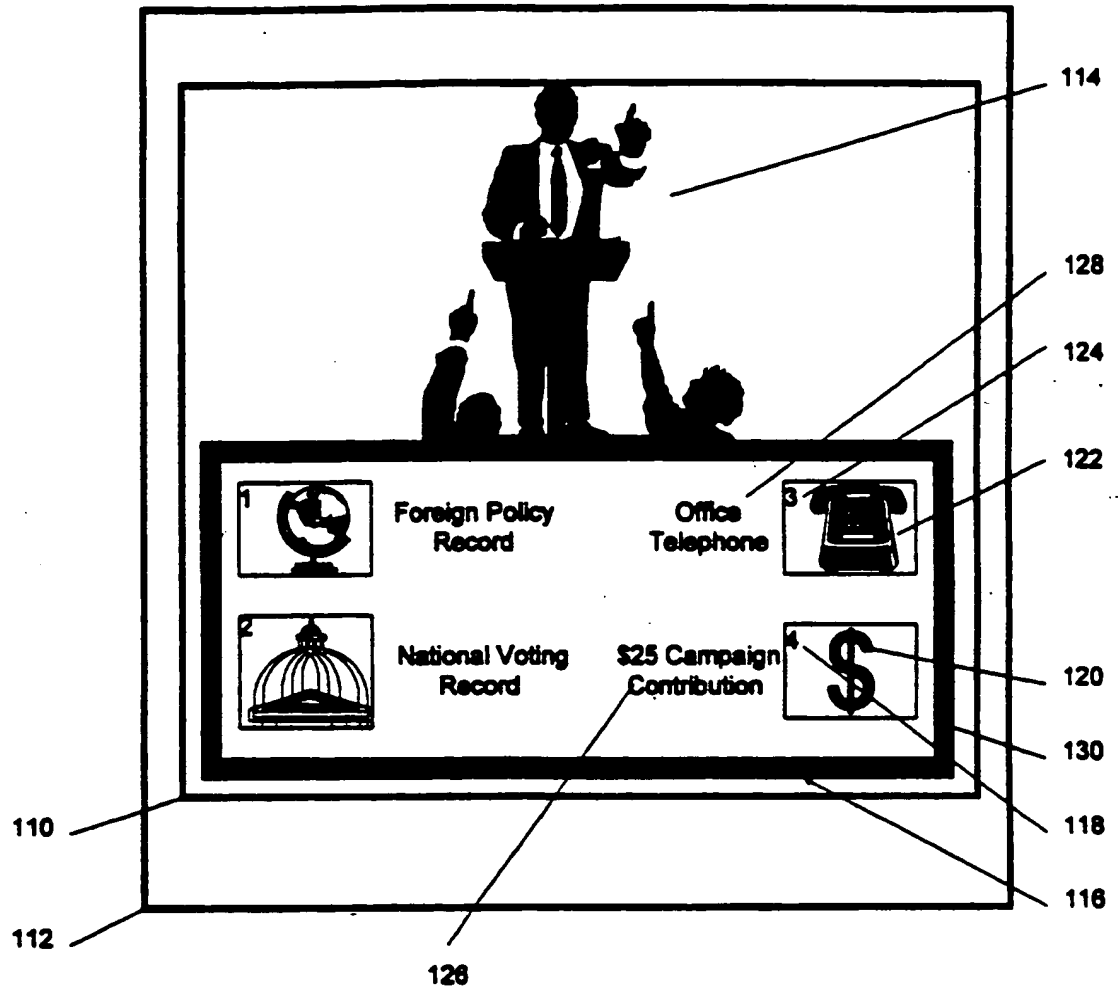 114
128
124
122
1
Foreign Policy
Record
Office
Telephone
3
2
National Voting
Record
$25 Campaign
Contribution
4
120
130
110
118
116
112
126